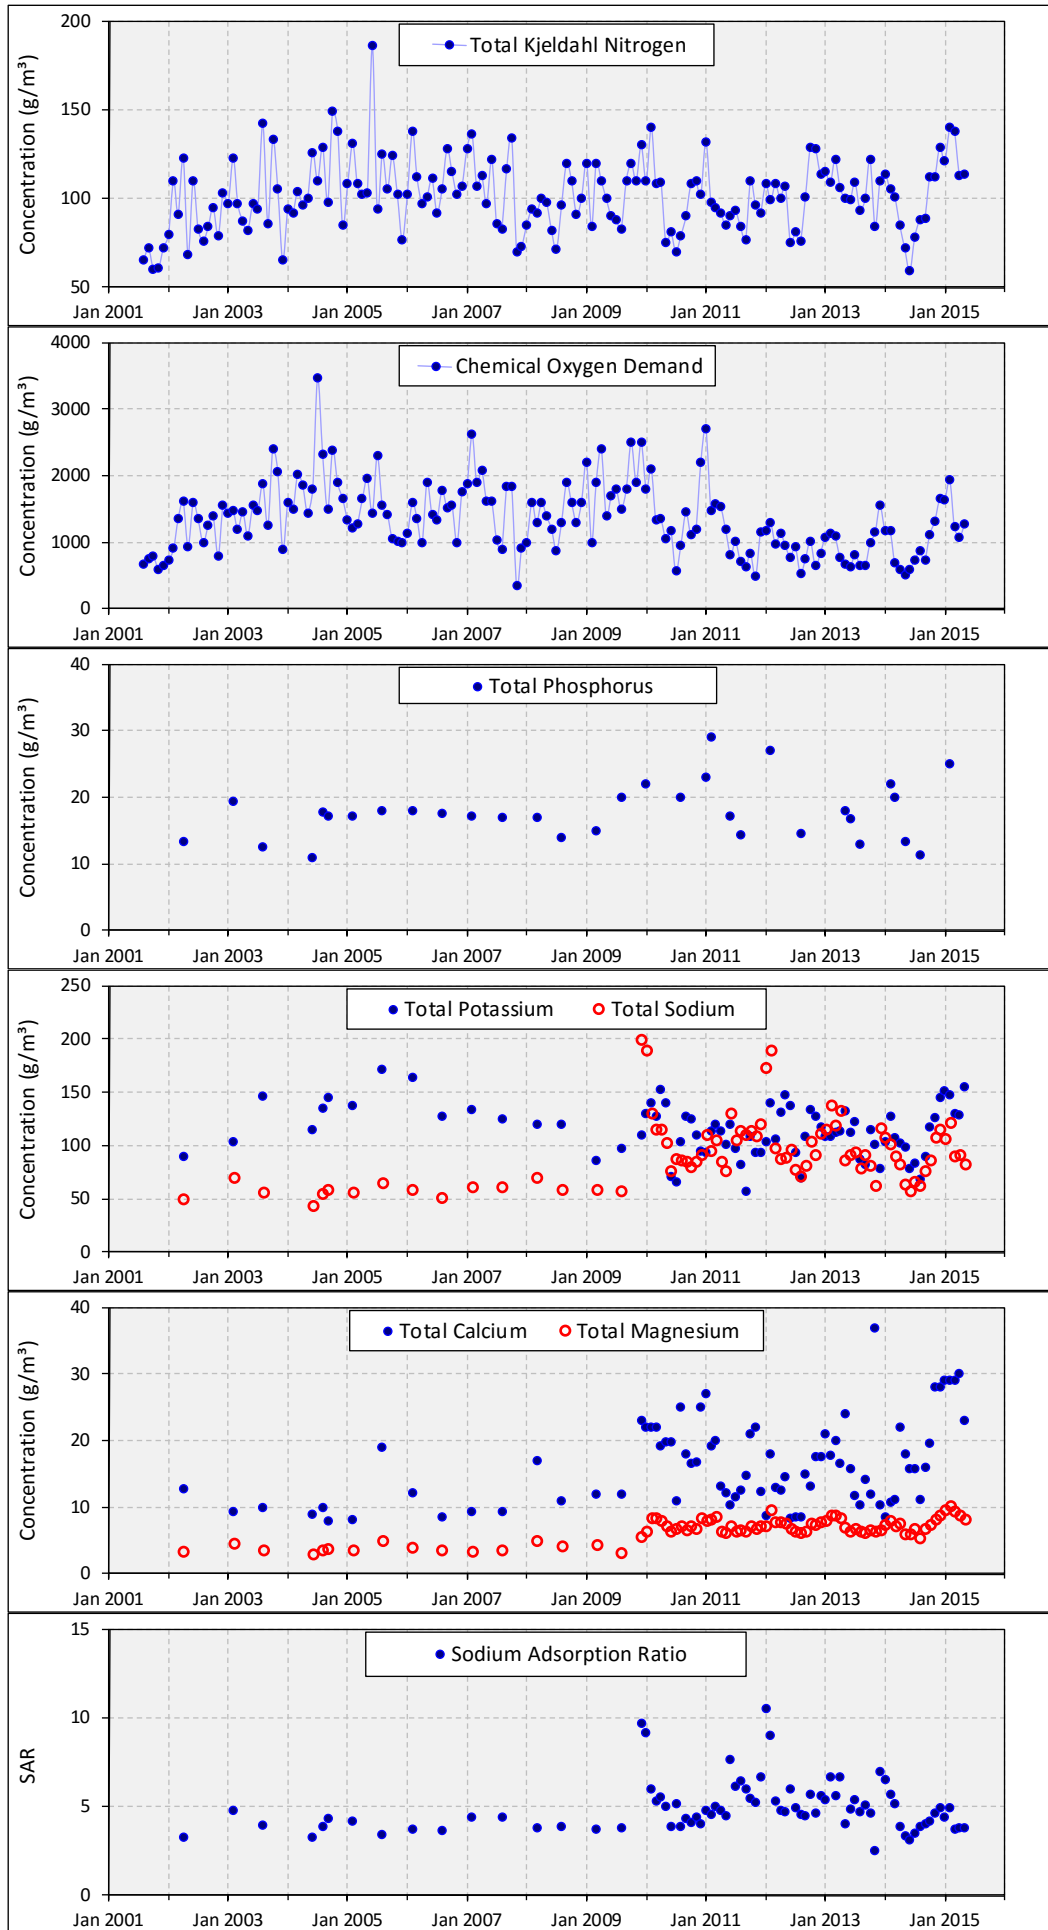 Total Kjeldahl Nitrogen
Concentration (g/m³)
200
150
100
50
Jan 2001 Jan 2003 Jan 2005 Jan 2007 Jan 2009 Jan 2011 Jan 2013 Jan 2015
Chemical Oxygen Demand
Concentration (g/m³)
4000
3000
2000
1000
0
Jan 2001 Jan 2003 Jan 2005 Jan 2007 Jan 2009 Jan 2011 Jan 2013 Jan 2015
Total Phosphorus
Concentration (g/m³)
40
30
20
10
0
Jan 2001 Jan 2003 Jan 2005 Jan 2007 Jan 2009 Jan 2011 Jan 2013 Jan 2015
Total Potassium Total Sodium
Concentration (g/m³)
250
200
150
100
50
0
Jan 2001 Jan 2003 Jan 2005 Jan 2007 Jan 2009 Jan 2011 Jan 2013 Jan 2015
Total Calcium Total Magnesium
Concentration (g/m³)
40
30
20
10
0
Jan 2001 Jan 2003 Jan 2005 Jan 2007 Jan 2009 Jan 2011 Jan 2013 Jan 2015
Sodium Adsorption Ratio
SAR
15
10
5
0
Jan 2001 Jan 2003 Jan 2005 Jan 2007 Jan 2009 Jan 2011 Jan 2013 Jan 2015